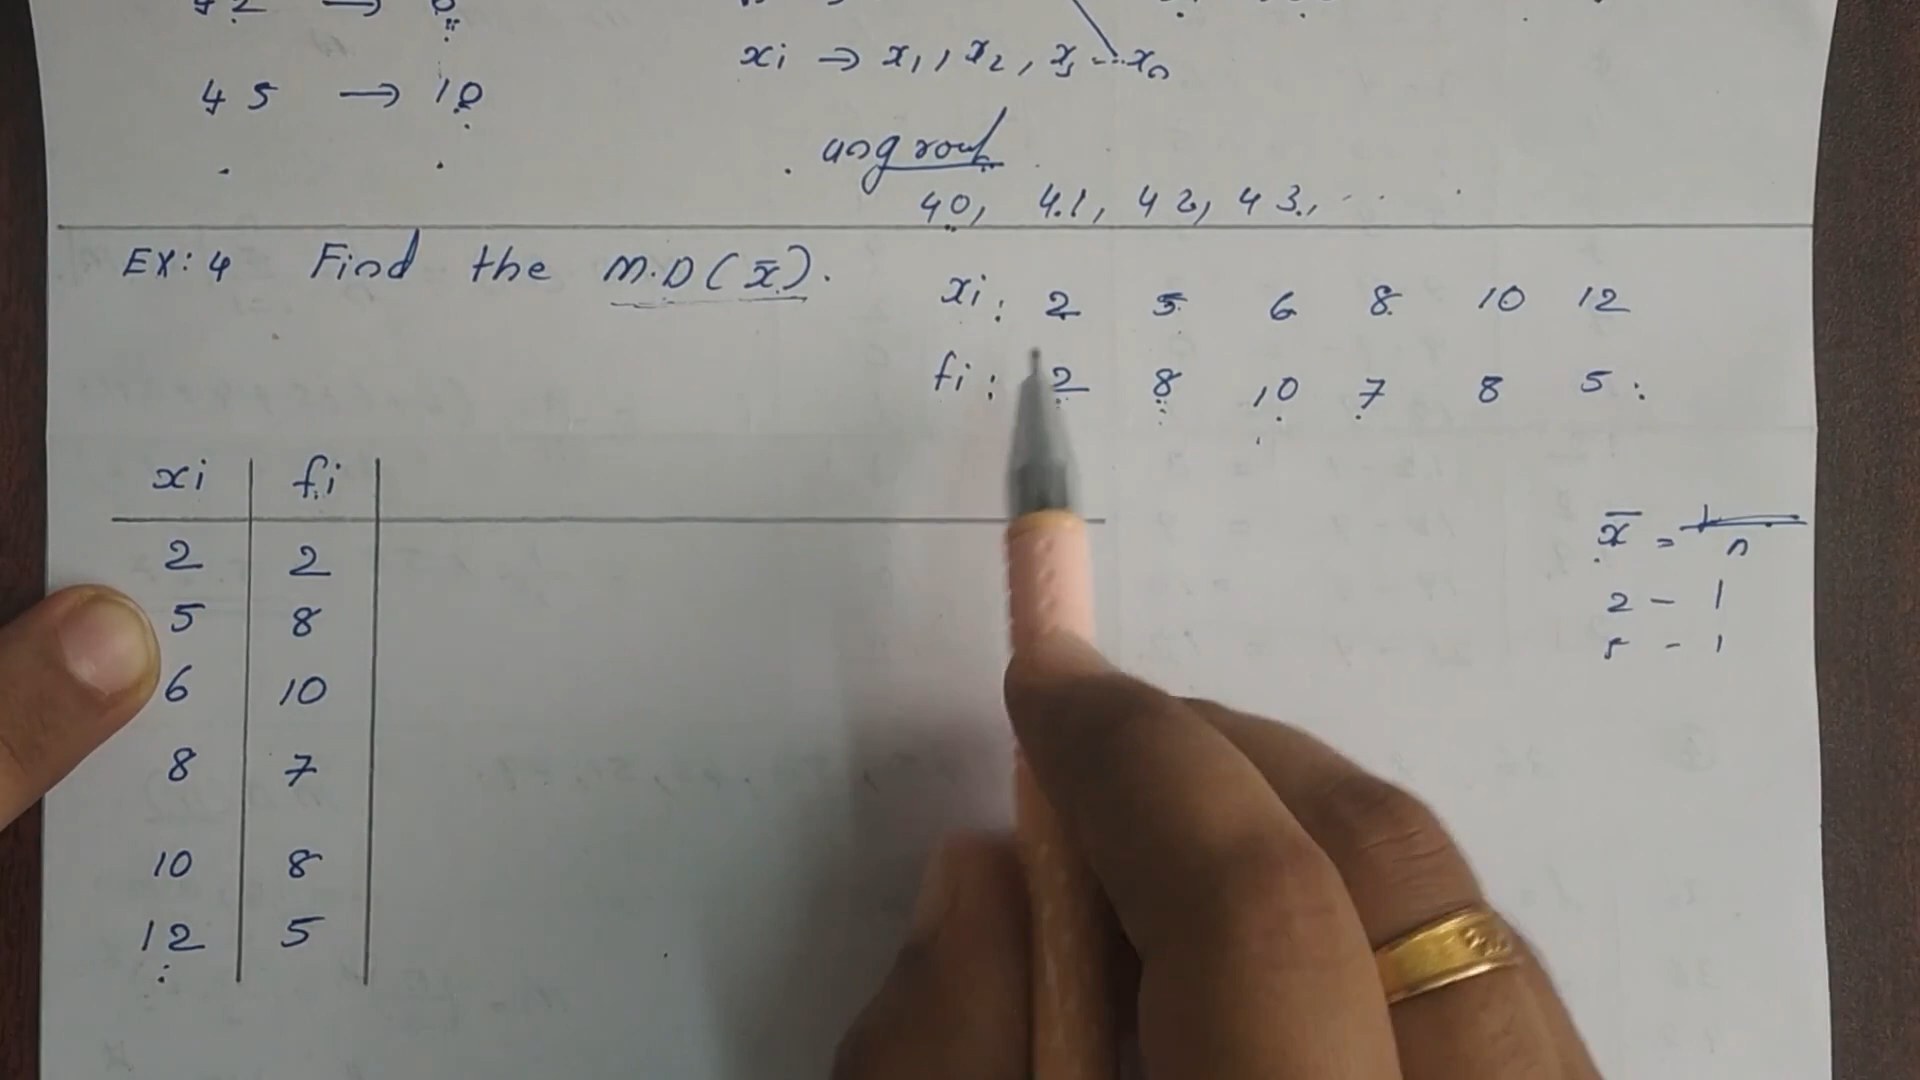 45 → 10
xi → x₁, x₂, x₃ ... xₙ
ungroup
40, 41, 42, 43, ...
EX: 4 Find the M.D(x̄).
xi : 2 5 6 8 10 12
fi : 2 8 10 7 8 5
xi fi
2 2
5 8
6 10
8 7
10 8
12 5
x̄ = n
2 - 1
5 - 1